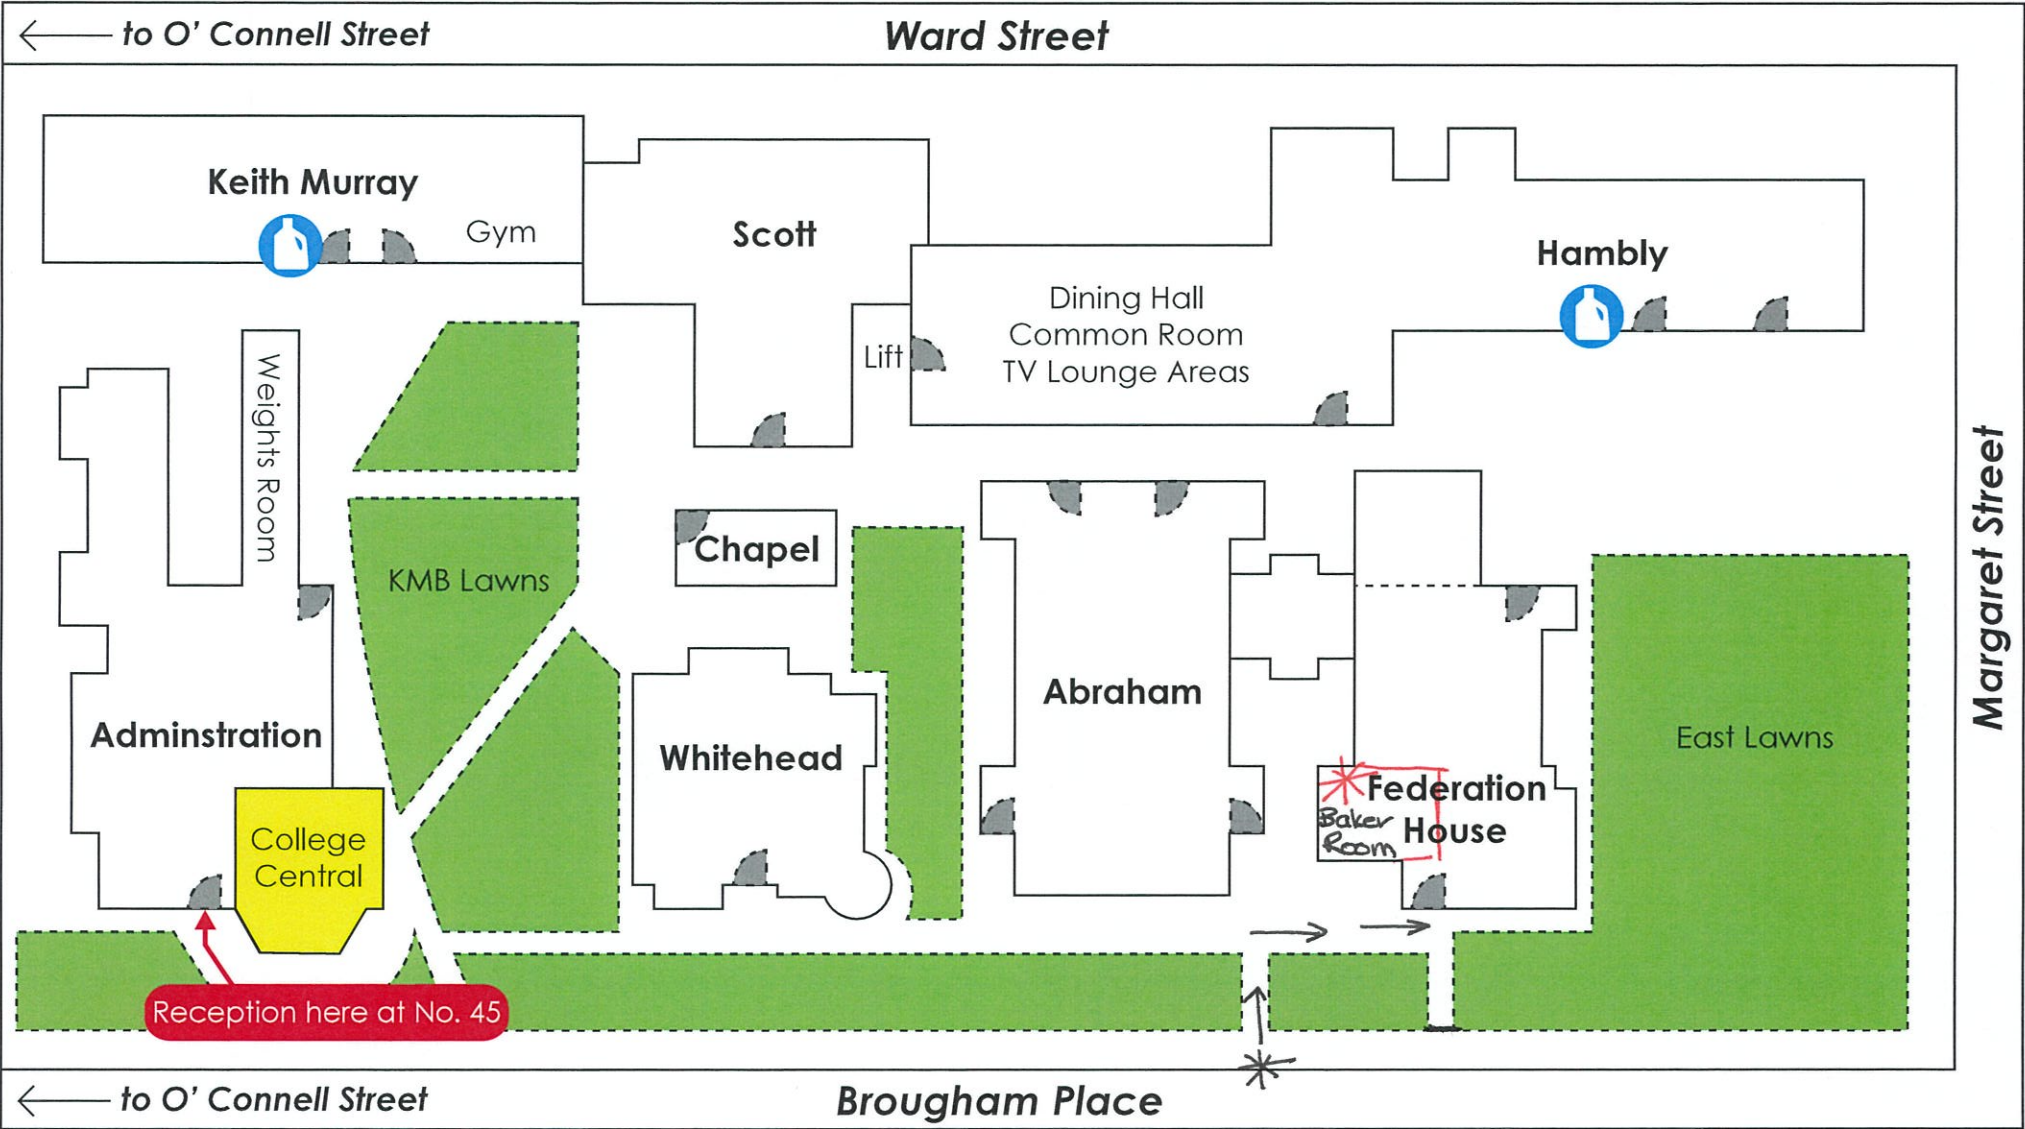 to O' Connell Street
Ward Street
Keith Murray
Gym
Scott
Hambly
Dining Hall
Common Room
TV Lounge Areas
Lift
Weights Room
KMB Lawns
Chapel
Margaret Street
Adminstration
Whitehead
Abraham
East Lawns
Federation
House
Baker
Room
College
Central
Reception here at No. 45
to O' Connell Street
Brougham Place